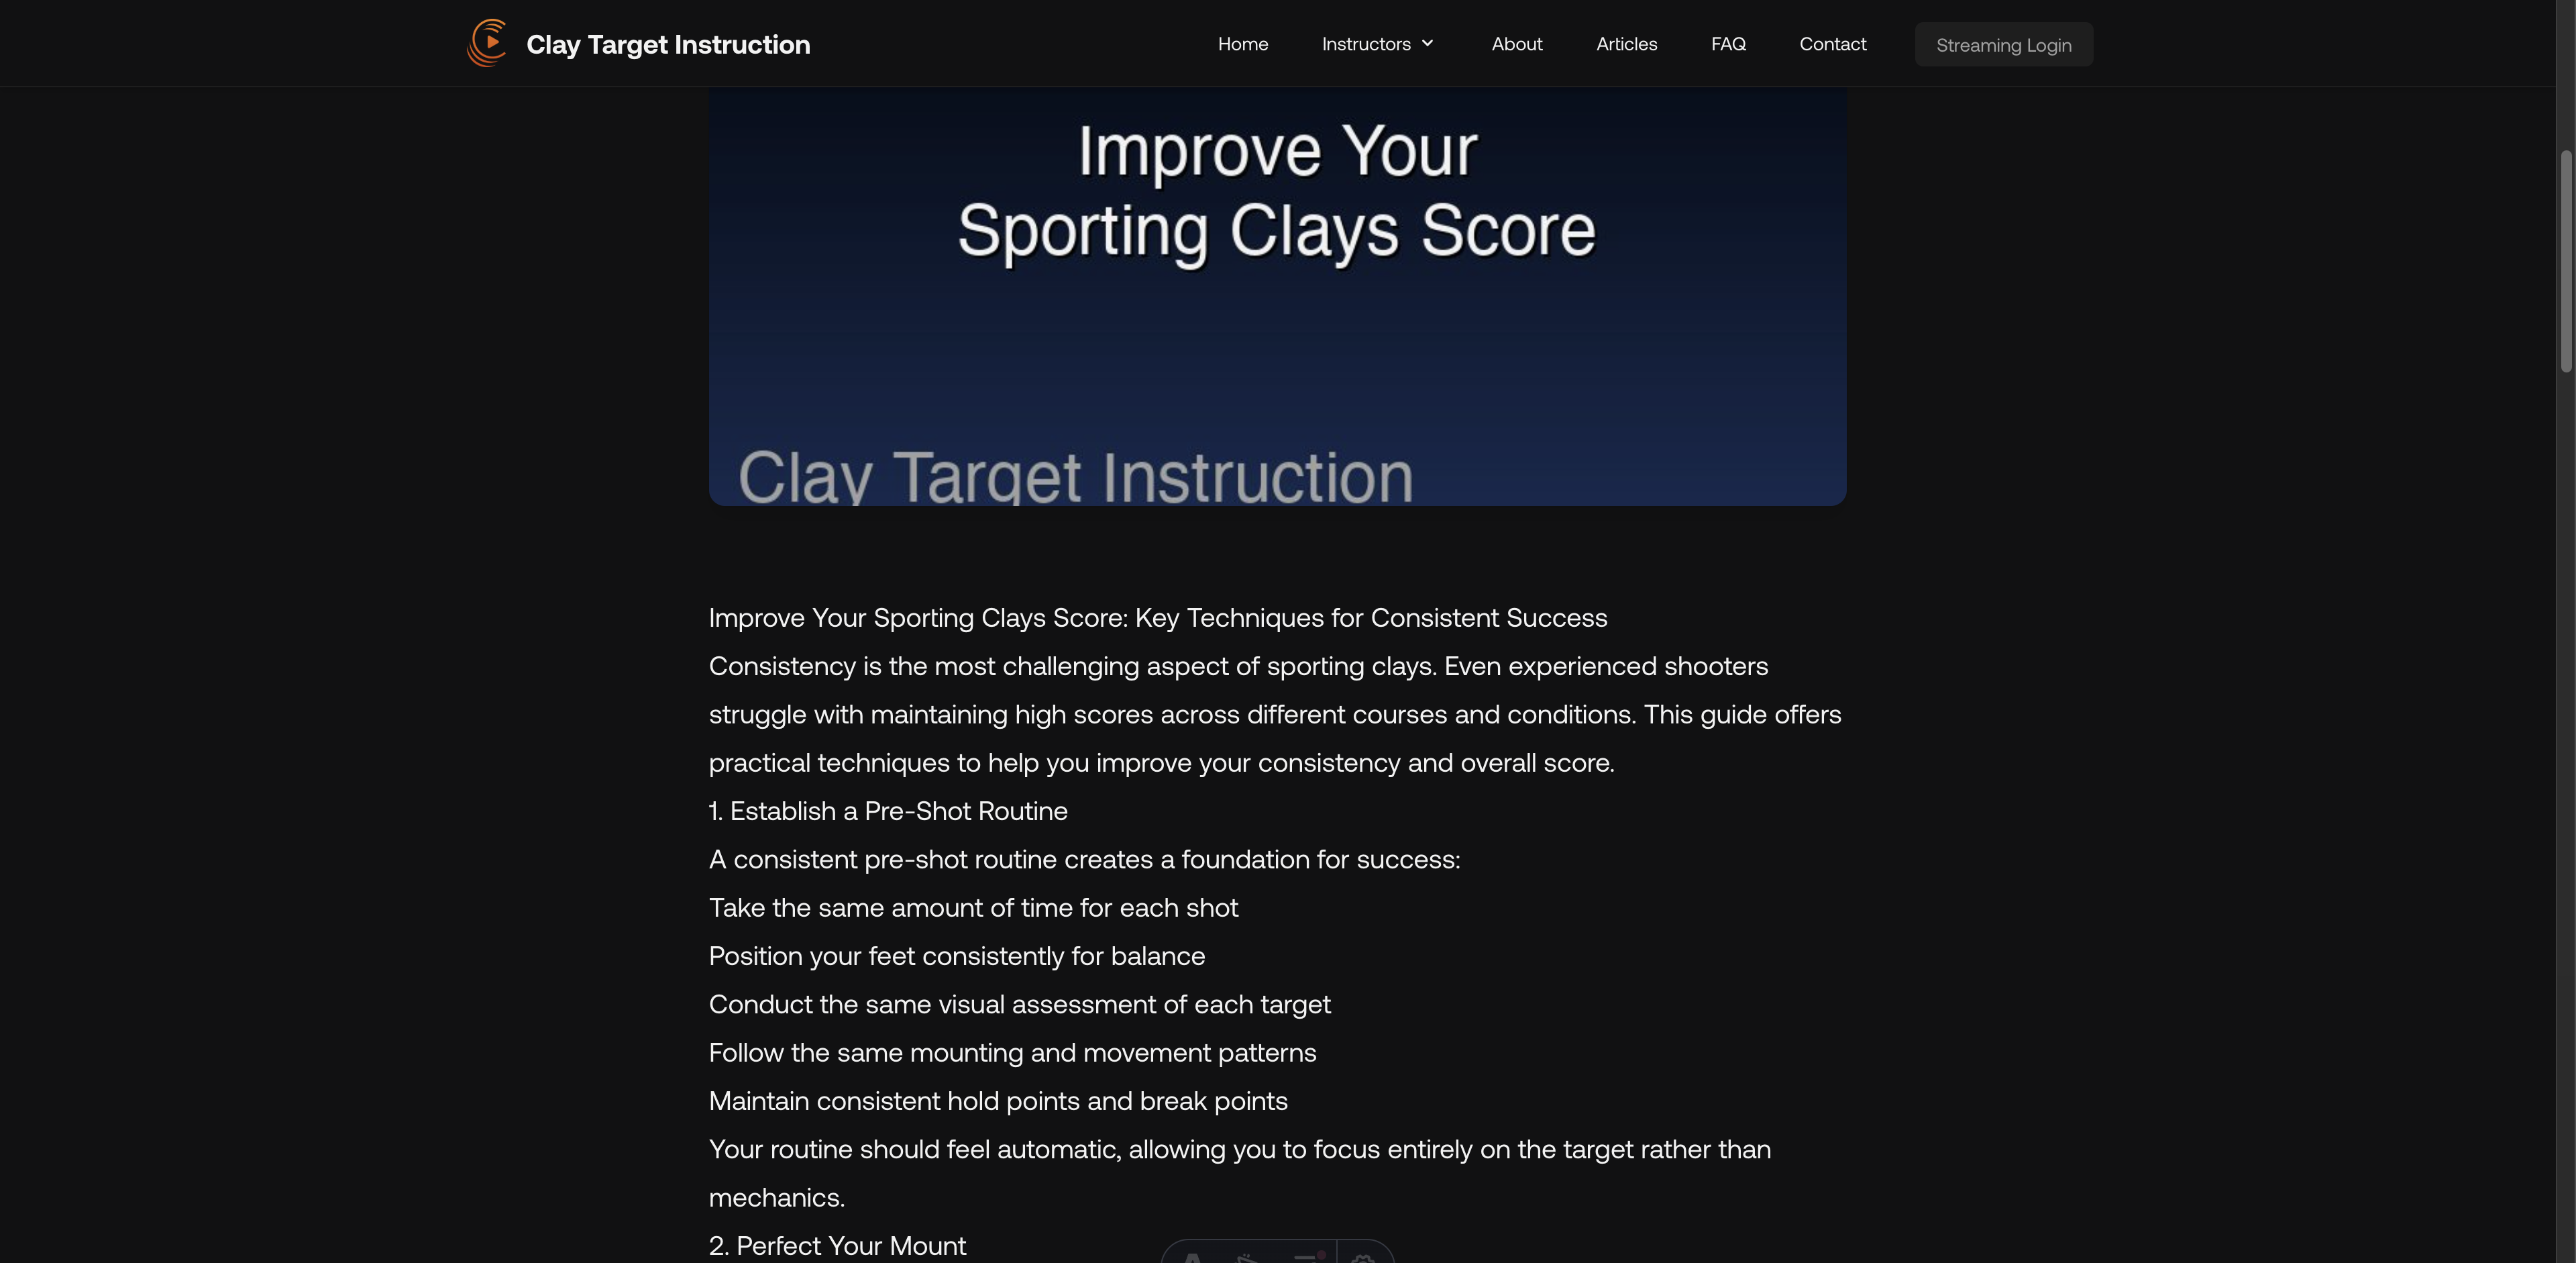 Clay Target Instruction
Home
Instructors
About
Articles
FAQ
Contact
Streaming Login
Improve Your
Sporting Clays Score
Clay Target Instruction
Improve Your Sporting Clays Score: Key Techniques for Consistent Success
Consistency is the most challenging aspect of sporting clays. Even experienced shooters
struggle with maintaining high scores across different courses and conditions. This guide offers
practical techniques to help you improve your consistency and overall score.
1. Establish a Pre-Shot Routine
A consistent pre-shot routine creates a foundation for success:
Take the same amount of time for each shot
Position your feet consistently for balance
Conduct the same visual assessment of each target
Follow the same mounting and movement patterns
Maintain consistent hold points and break points
Your routine should feel automatic, allowing you to focus entirely on the target rather than
mechanics.
2. Perfect Your Mount